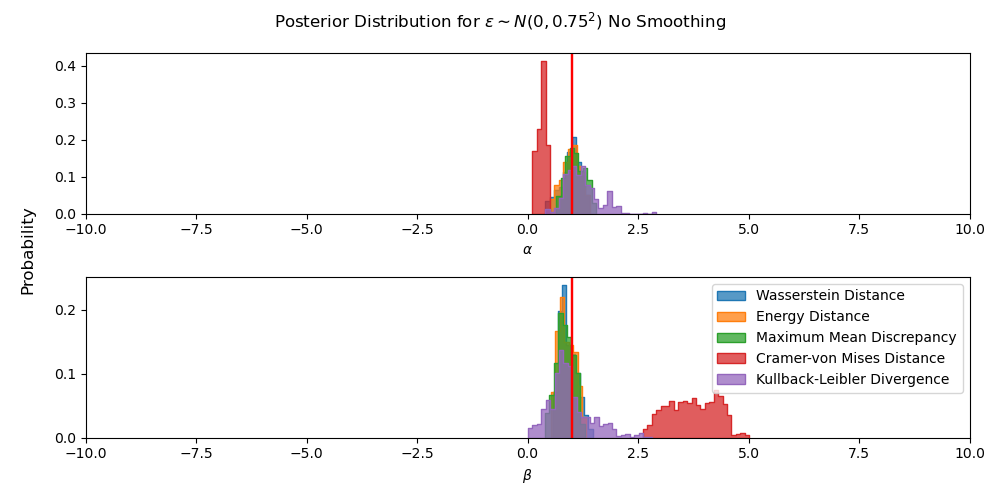 Posterior Distribution for ε ∼ N(0, 0.75²) No Smoothing
Probability
0.4
0.3
0.2
0.1
0.0
−10.0 −7.5 −5.0 −2.5 0.0 2.5 5.0 7.5 10.0
α
0.2
0.1
0.0
Wasserstein Distance
Energy Distance
Maximum Mean Discrepancy
Cramer-von Mises Distance
Kullback-Leibler Divergence
−10.0 −7.5 −5.0 −2.5 0.0 2.5 5.0 7.5 10.0
β